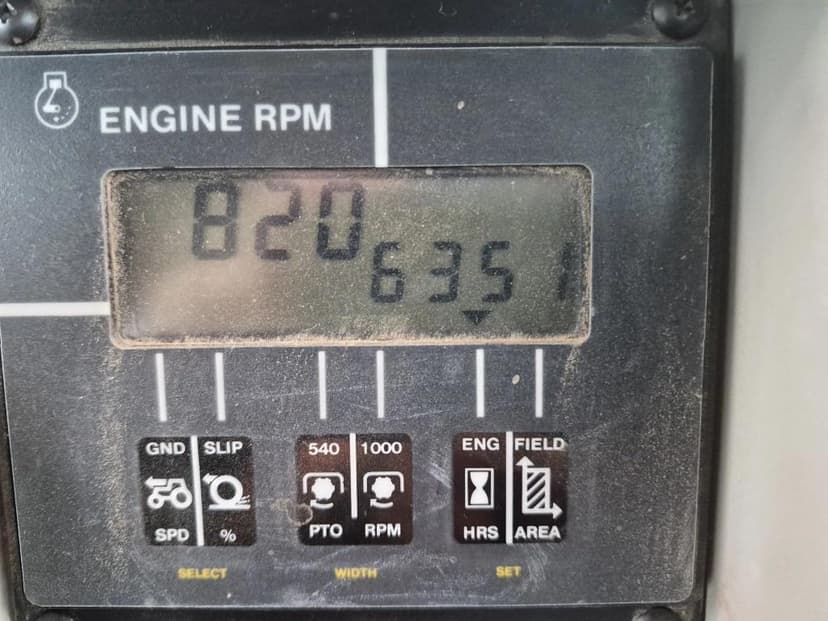 ENGINE RPM
820
6351
GND SLIP 540 1000 ENG FIELD
SPD % PTO RPM HRS AREA
SELECT WIDTH SET